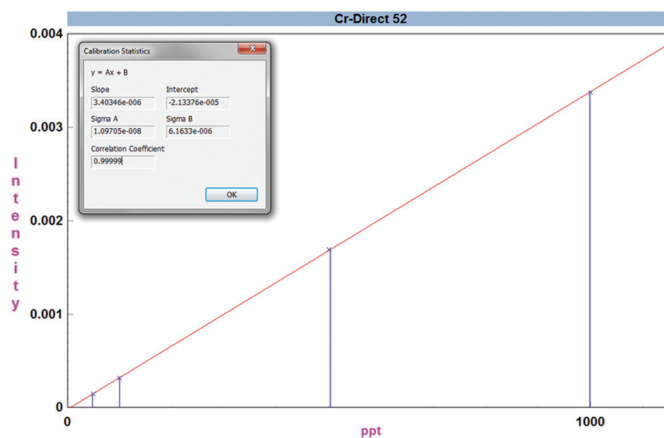 Cr-Direct 52
0.004
0.003
0.002
0.001
0
Intensity
Calibration Statistics
x
y = Ax + B
Slope Intercept
3.40346e-006 -2.13376e-005
Sigma A Sigma B
1.09705e-008 6.1633e-006
Correlation Coefficient
0.99999
OK
0 1000
ppt